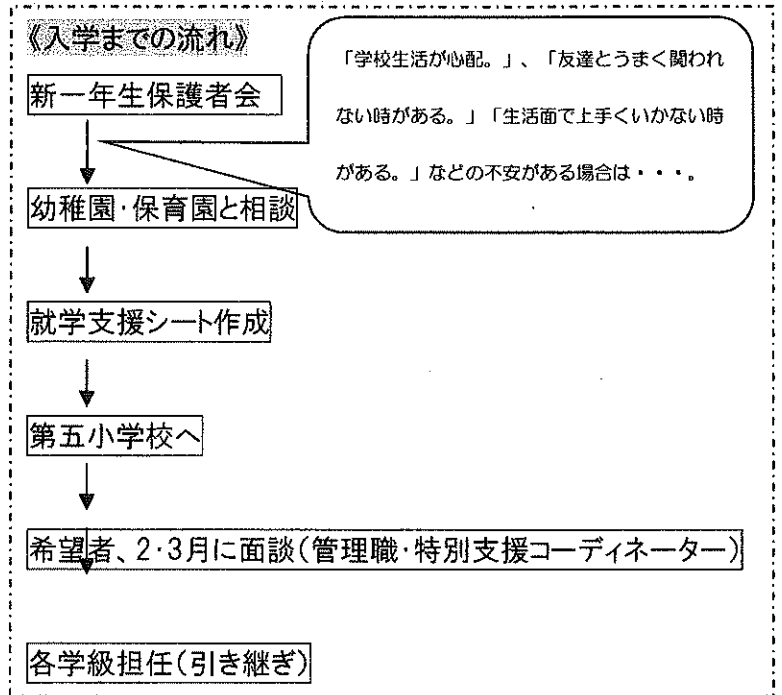 《入学までの流れ》
新一年生保護者会
「学校生活が心配。」、「友達とうまく関われ
ない時がある。」「生活面で上手くいかない時
がある。」などの不安がある場合は・・・。
幼稚園・保育園と相談
就学支援シート作成
第五小学校へ
希望者、2・3月に面談(管理職・特別支援コーディネーター)
各学級担任(引き継ぎ)